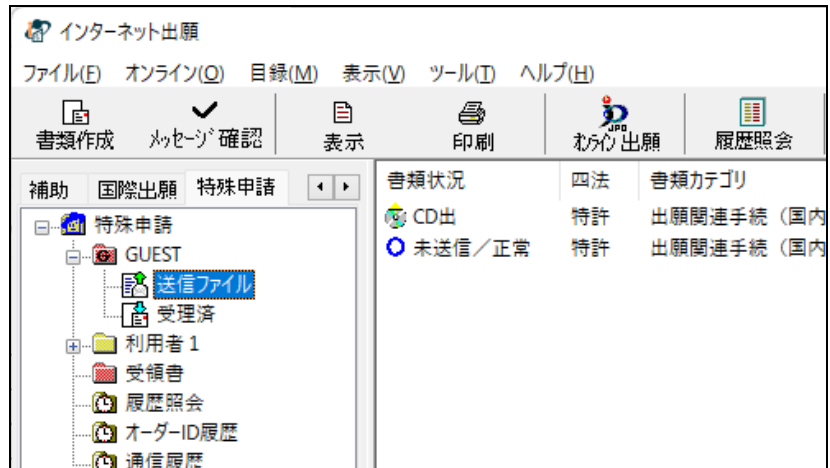 インターネット出願
ファイル(F) オンライン(O) 目録(M) 表示(V) ツール(T) ヘルプ(H)
書類作成 メッセージ確認 表示 印刷 オンライン出願 履歴照会
補助 国際出願 特殊申請
特殊申請
GUEST
送信ファイル
受理済
利用者1
受領書
履歴照会
オーダーID履歴
通信履歴
書類状況 四法 書類カテゴリ
CD出 特許 出願関連手続（国内
未送信／正常 特許 出願関連手続（国内